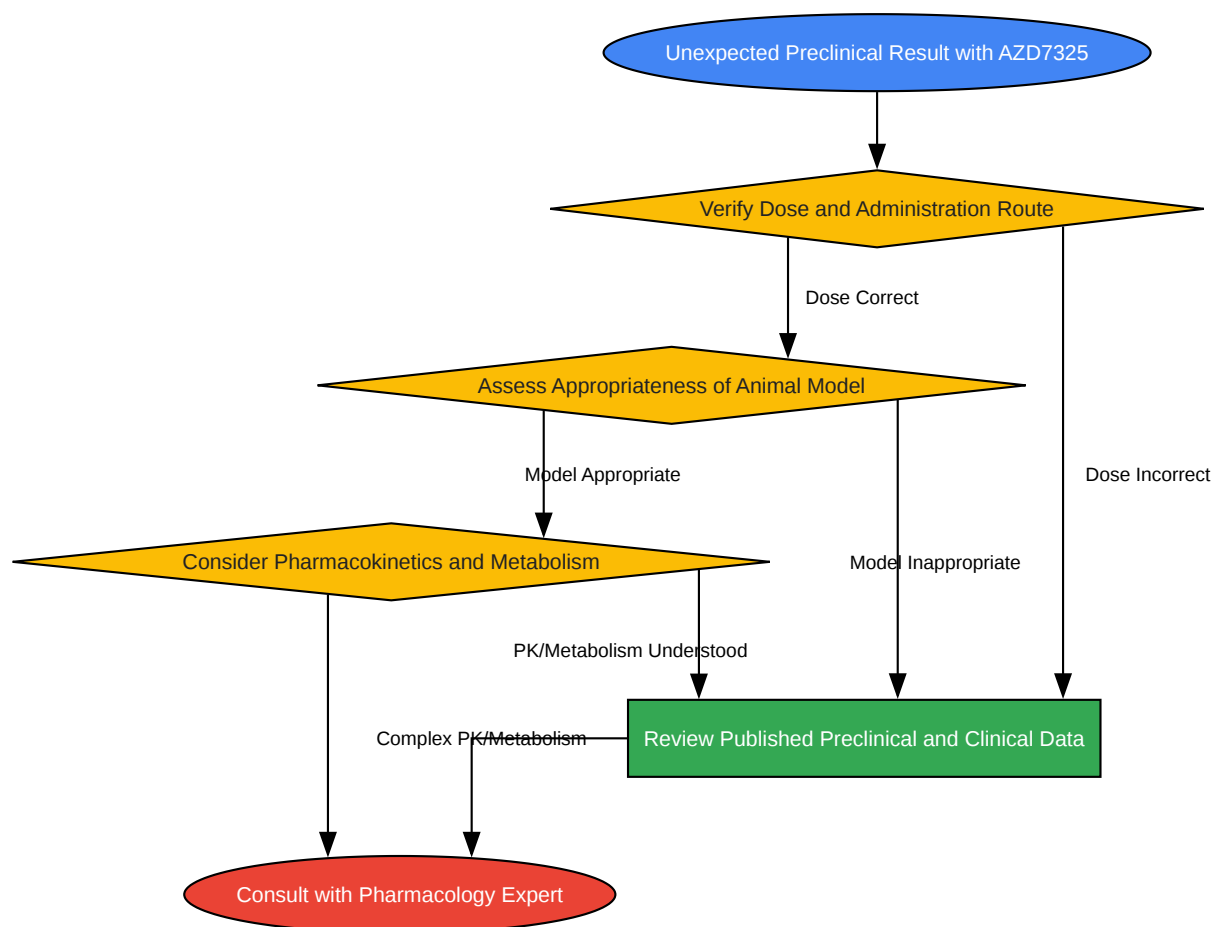 Unexpected Preclinical Result with AZD7325
Verify Dose and Administration Route
Dose Correct
Assess Appropriateness of Animal Model
Model Appropriate
Dose Incorrect
Consider Pharmacokinetics and Metabolism
Model Inappropriate
PK/Metabolism Understood
Complex PK/Metabolism
Review Published Preclinical and Clinical Data
Consult with Pharmacology Expert